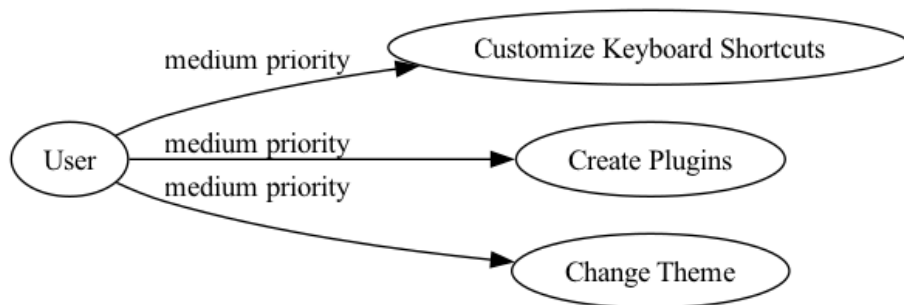 medium priority
Customize Keyboard Shortcuts
User
medium priority
Create Plugins
medium priority
Change Theme